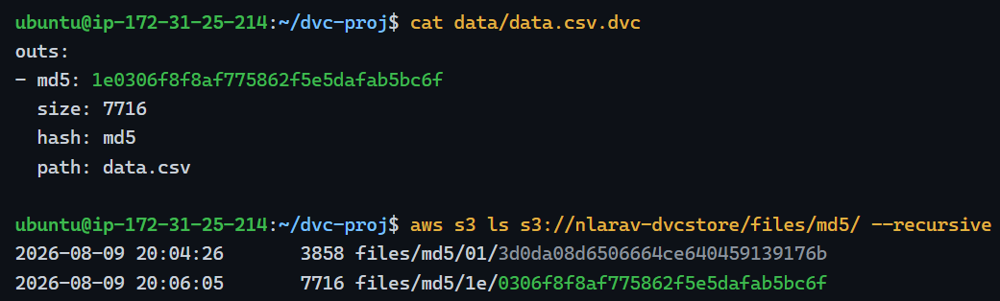 ubuntu@ip-172-31-25-214:~/dvc-proj$ cat data/data.csv.dvc
outs:
- md5: 1e0306f8f8af775862f5e5dafab5bc6f
  size: 7716
  hash: md5
  path: data.csv

ubuntu@ip-172-31-25-214:~/dvc-proj$ aws s3 ls s3://nlarav-dvcstore/files/md5/ --recursive
2026-08-09 20:04:26       3858 files/md5/01/3d0da08d6506664ce640459139176b
2026-08-09 20:06:05       7716 files/md5/1e/0306f8f8af775862f5e5dafab5bc6f